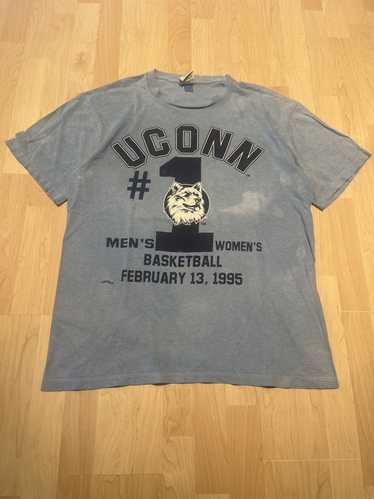 UCONN
#1
MEN'S WOMEN'S
BASKETBALL
FEBRUARY 13, 1995